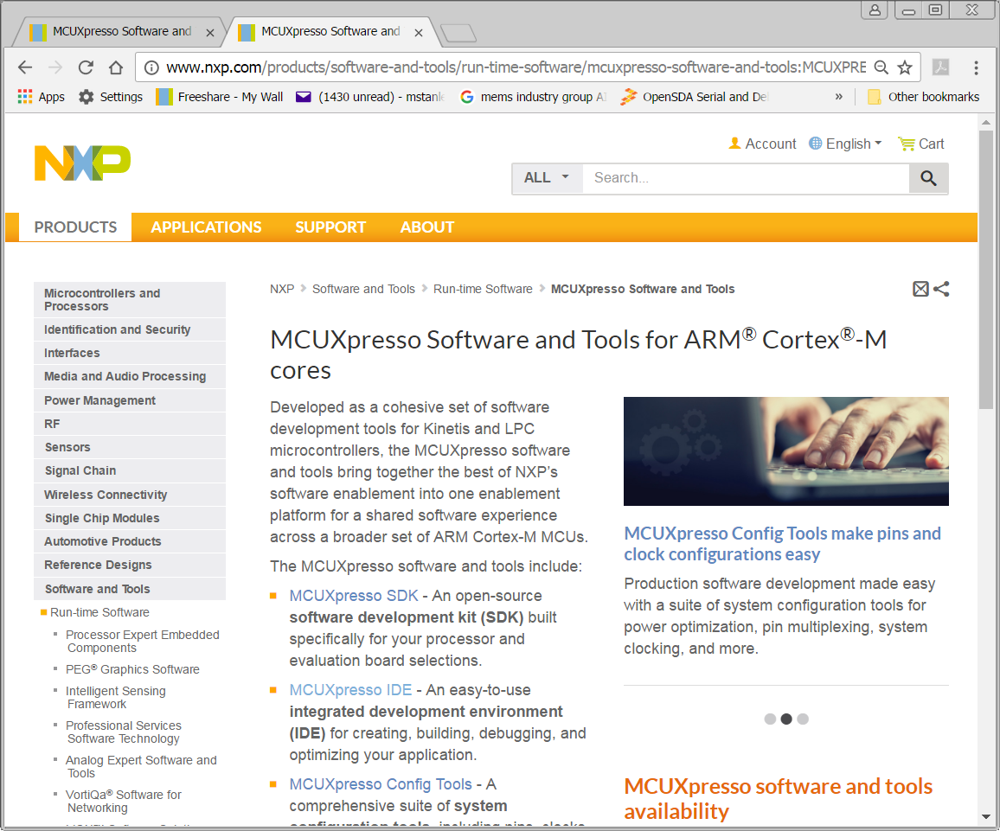 MCUXpresso Software and
MCUXpresso Software and
www.nxp.com/products/software-and-tools/run-time-software/mcuxpresso-software-and-tools:MCUXPRE
Apps Settings Freeshare - My Wall (1430 unread) - mstanle mems industry group AI OpenSDA Serial and De » Other bookmarks
NXP
Account English Cart
ALL Search...
PRODUCTS APPLICATIONS SUPPORT ABOUT
Microcontrollers and
Processors
Identification and Security
Interfaces
Media and Audio Processing
Power Management
RF
Sensors
Signal Chain
Wireless Connectivity
Single Chip Modules
Automotive Products
Reference Designs
Software and Tools
Run-time Software
Processor Expert Embedded
Components
PEG® Graphics Software
Intelligent Sensing
Framework
Professional Services
Software Technology
Analog Expert Software and
Tools
VortiQa® Software for
Networking
NXP > Software and Tools > Run-time Software > MCUXpresso Software and Tools
MCUXpresso Software and Tools for ARM® Cortex®-M
cores
Developed as a cohesive set of software
development tools for Kinetis and LPC
microcontrollers, the MCUXpresso software
and tools bring together the best of NXP’s
software enablement into one enablement
platform for a shared software experience
across a broader set of ARM Cortex-M MCUs.
The MCUXpresso software and tools include:
MCUXpresso SDK - An open-source
software development kit (SDK) built
specifically for your processor and
evaluation board selections.
MCUXpresso IDE - An easy-to-use
integrated development environment
(IDE) for creating, building, debugging, and
optimizing your application.
MCUXpresso Config Tools - A
comprehensive suite of system
configuration tools, including pins, clocks
MCUXpresso Config Tools make pins and
clock configurations easy
Production software development made easy
with a suite of system configuration tools for
power optimization, pin multiplexing, system
clocking, and more.
MCUXpresso software and tools
availability